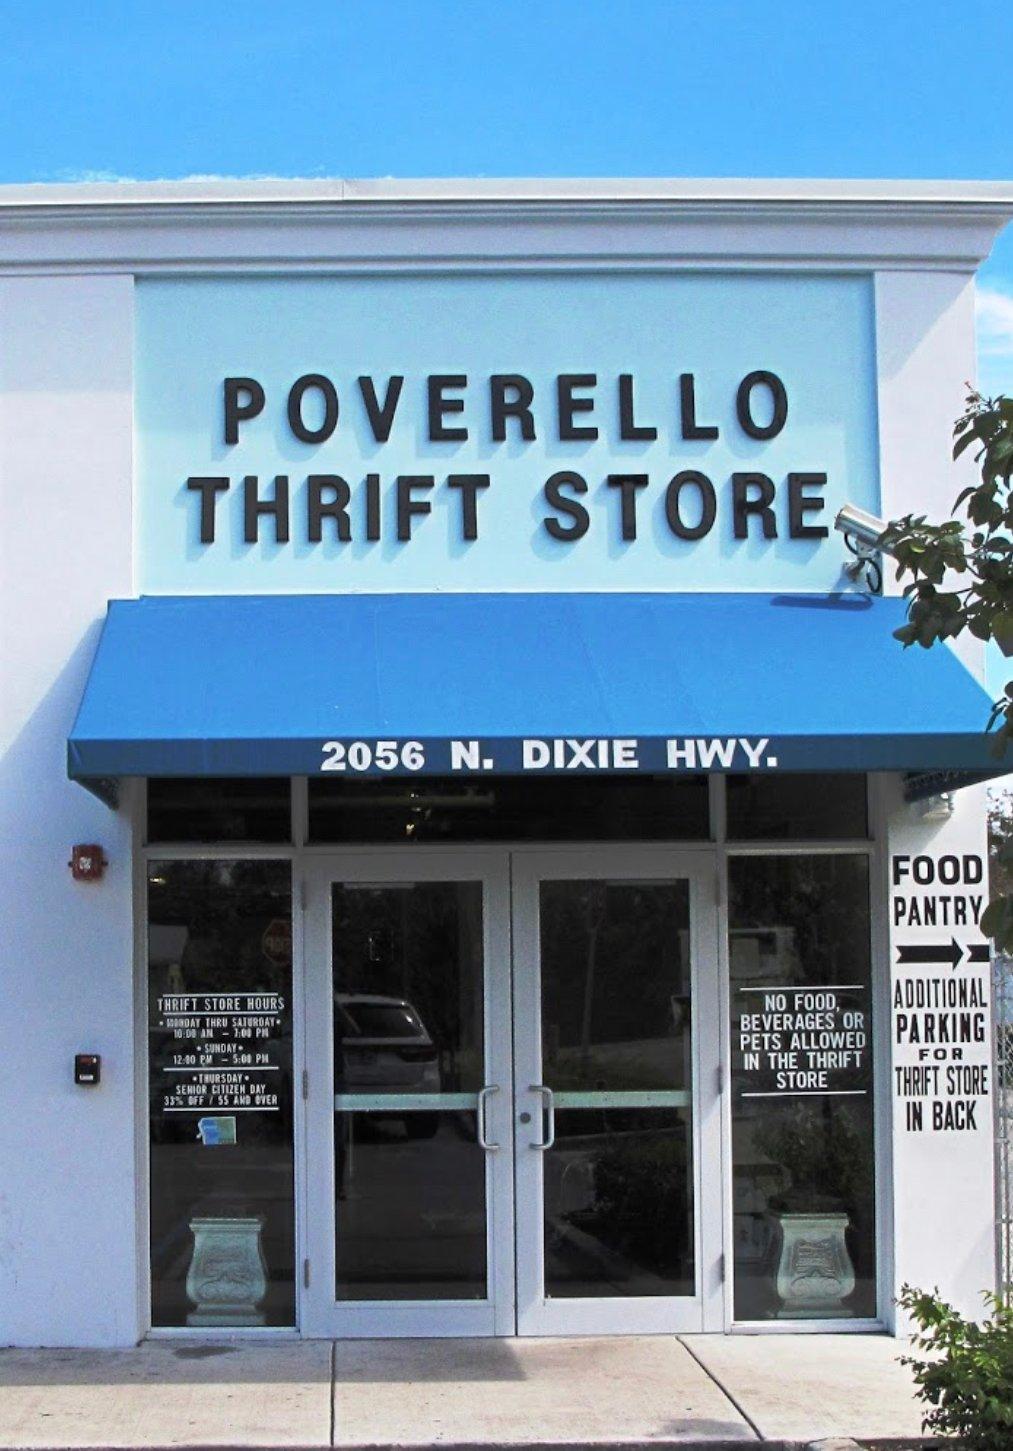 POVERELLO
THRIFT STORE
2056 N. DIXIE HWY.
THRIFT STORE HOURS
• MONDAY THRU SATURDAY •
10:00 AM – 7:00 PM
• SUNDAY •
12:00 PM – 5:00 PM
• THURSDAY •
SENIOR CITIZEN DAY
33% OFF / 55 AND OVER
NO FOOD,
BEVERAGES OR
PETS ALLOWED
IN THE THRIFT
STORE
FOOD
PANTRY
ADDITIONAL
PARKING
FOR
THRIFT STORE
IN BACK